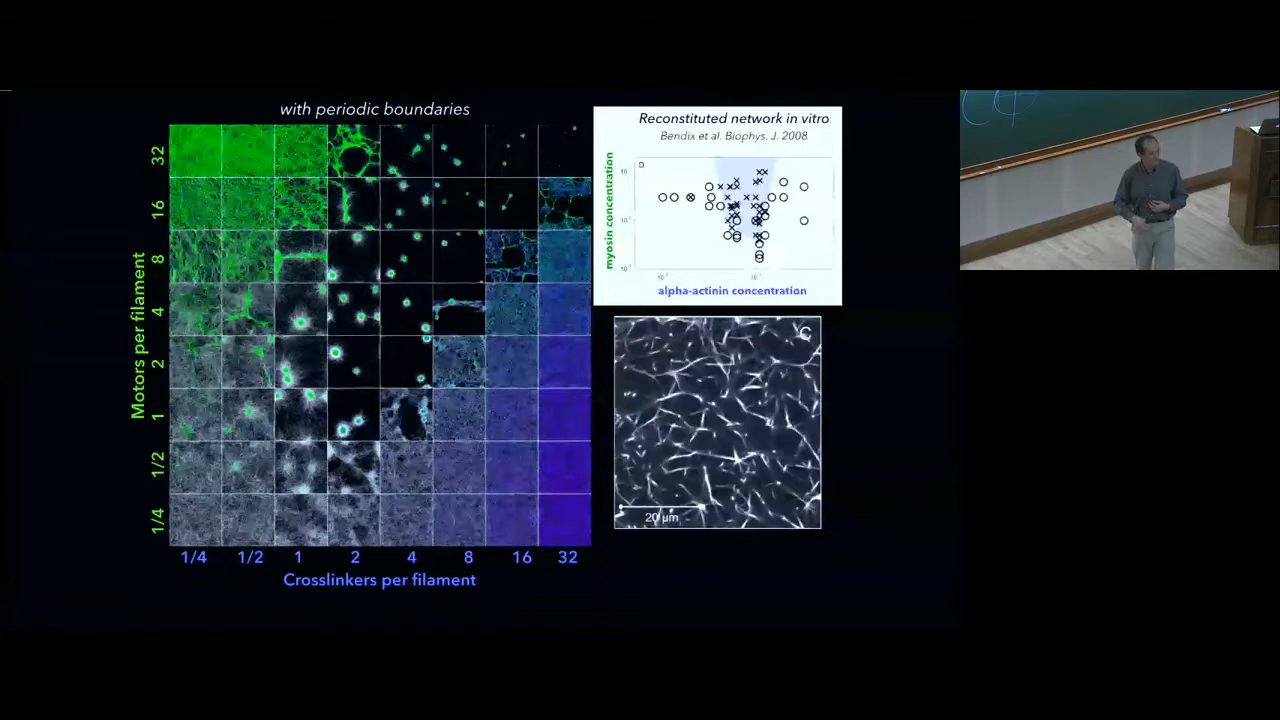 with periodic boundaries
Motors per filament
32
16
8
4
2
1
1/2
1/4
1/4 1/2 1 2 4 8 16 32
Crosslinkers per filament
Reconstituted network in vitro
Bendix et al. Biophys. J. 2008
myosin concentration
D
alpha-actinin concentration
C
20 µm